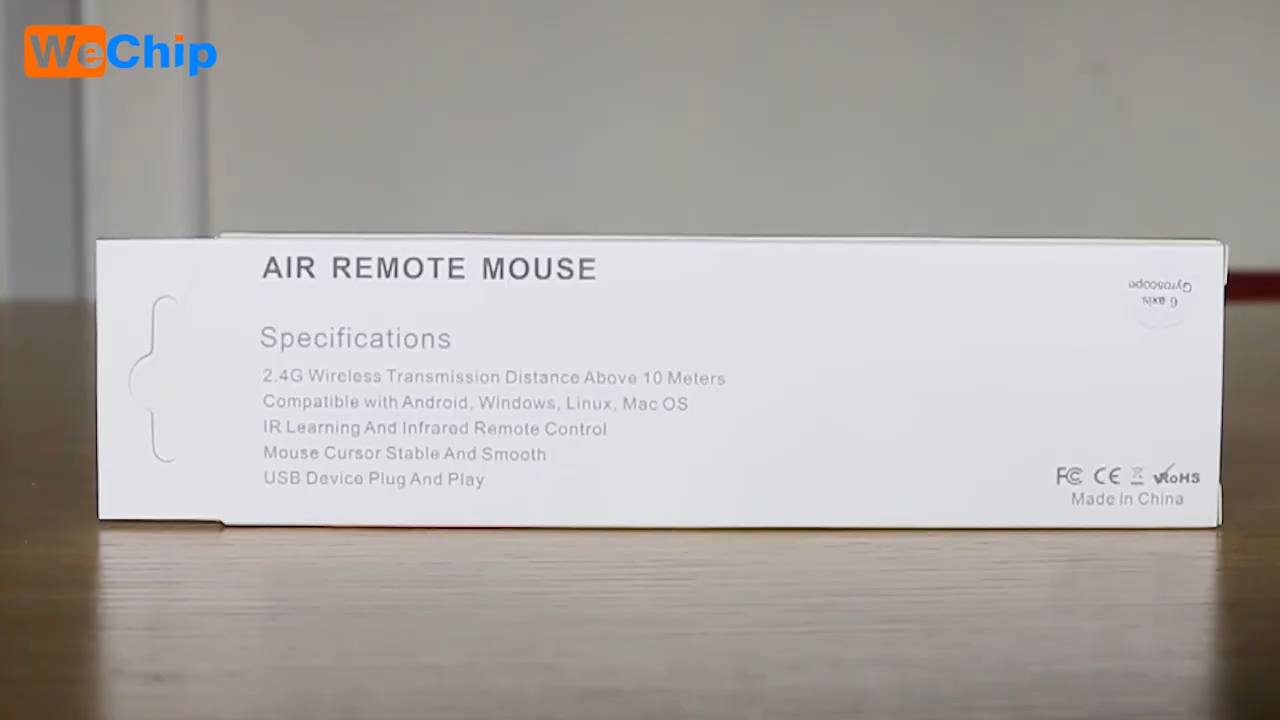 WeChip
AIR REMOTE MOUSE
6 axis
Gyroscope
Specifications
2.4G Wireless Transmission Distance Above 10 Meters
Compatible with Android, Windows, Linux, Mac OS
IR Learning And Infrared Remote Control
Mouse Cursor Stable And Smooth
USB Device Plug And Play
FC CE RoHS
Made in China